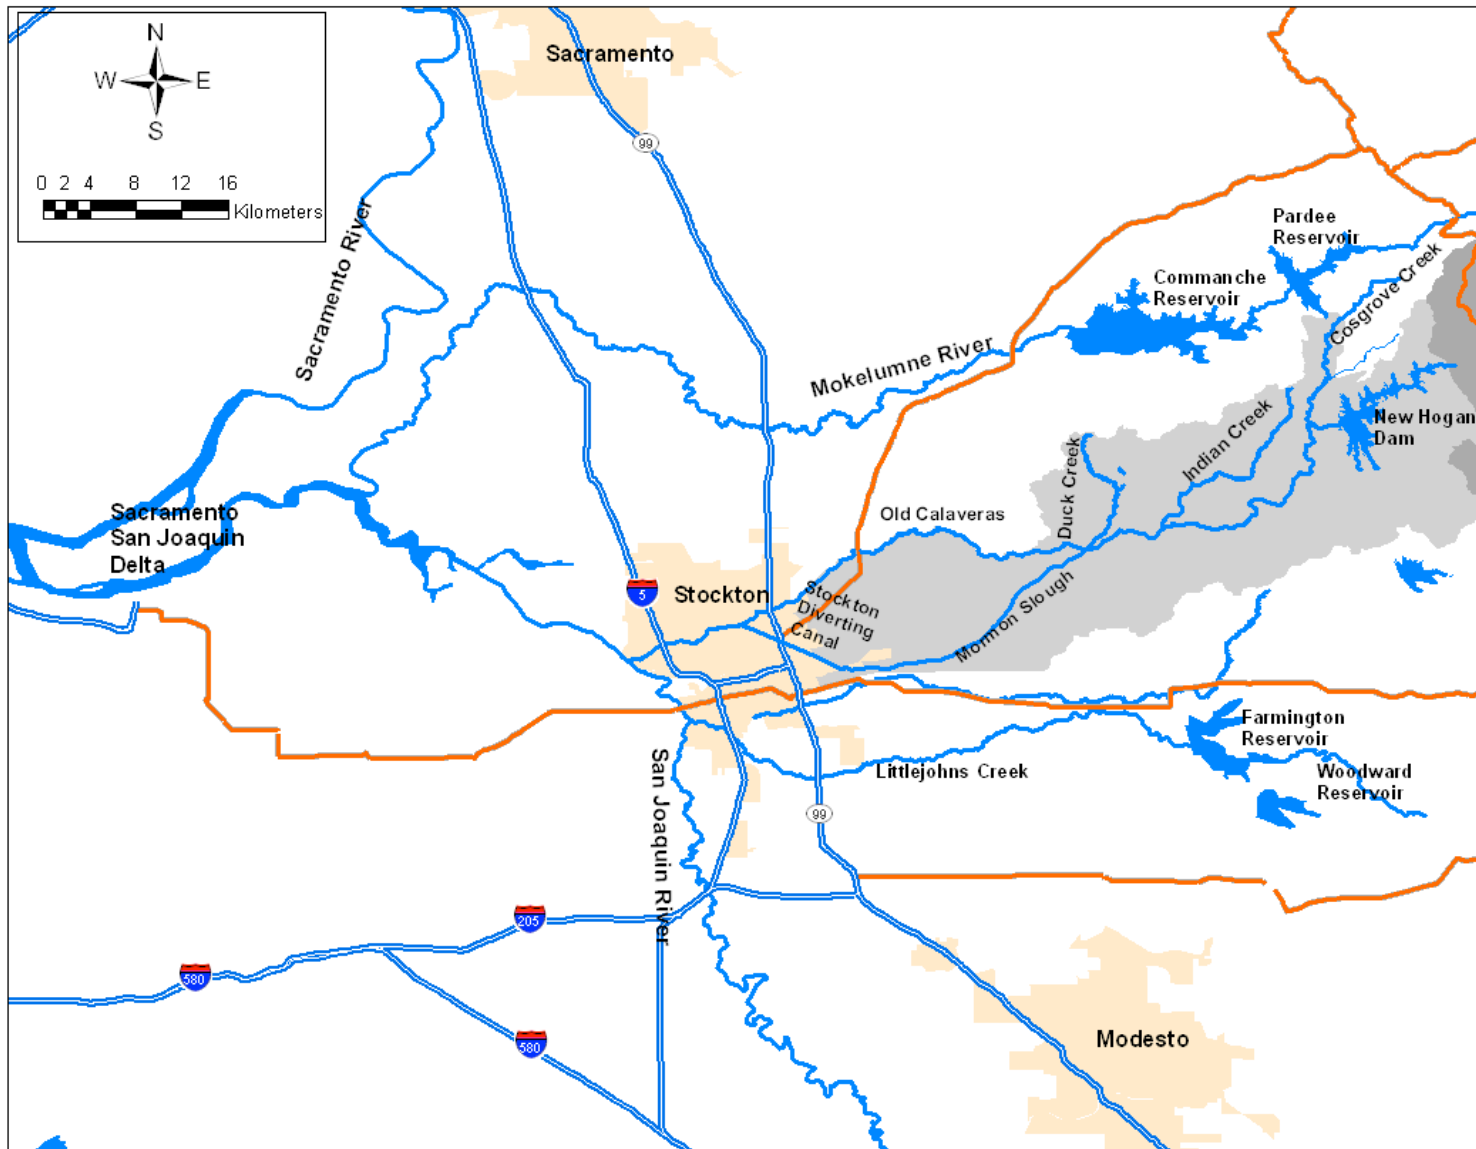 N
W E
S
0 2 4 8 12 16
Kilometers
Sacramento
99
Sacramento River
Pardee
Reservoir
Commanche
Reservoir
Cosgrove Creek
Mokelumne River
New Hogan
Dam
Indian Creek
Duck Creek
Old Calaveras
Sacramento
San Joaquin
Delta
5
Stockton
Stockton
Diverting
Canal
Mormon Slough
Farmington
Reservoir
Littlejohns Creek
Woodward
Reservoir
San Joaquin River
99
205
580
580
Modesto